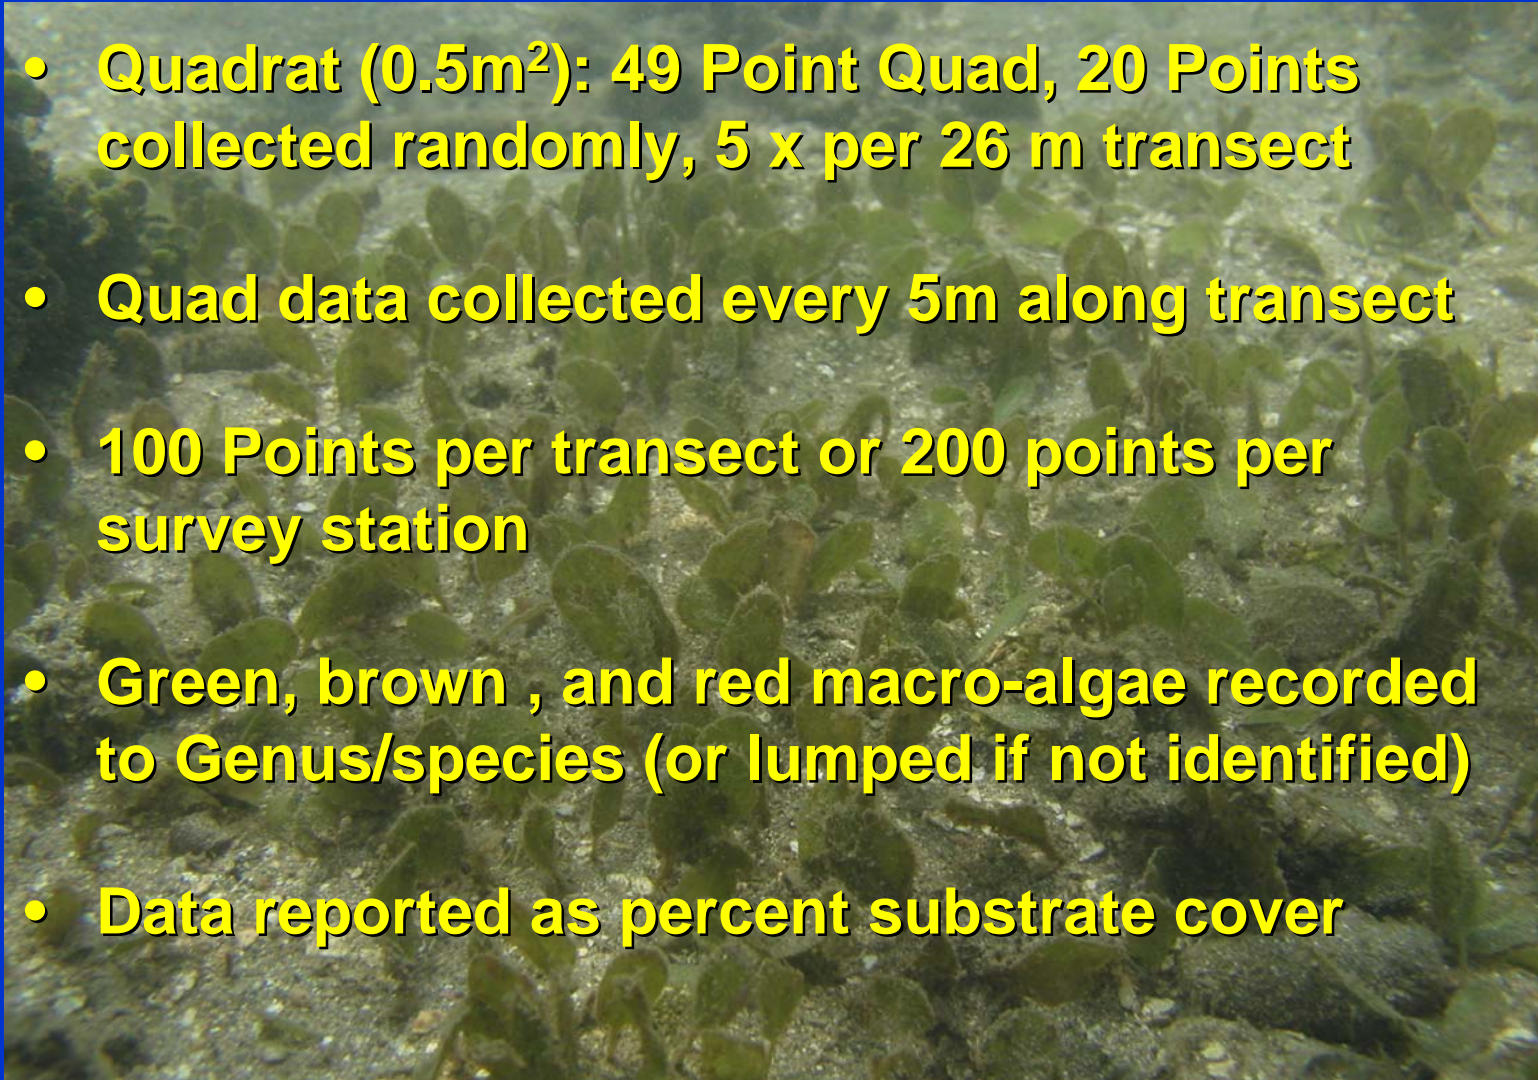 • Quadrat (0.5m²): 49 Point Quad, 20 Points
collected randomly, 5 x per 26 m transect
• Quad data collected every 5m along transect
• 100 Points per transect or 200 points per
survey station
• Green, brown , and red macro-algae recorded
to Genus/species (or lumped if not identified)
• Data reported as percent substrate cover